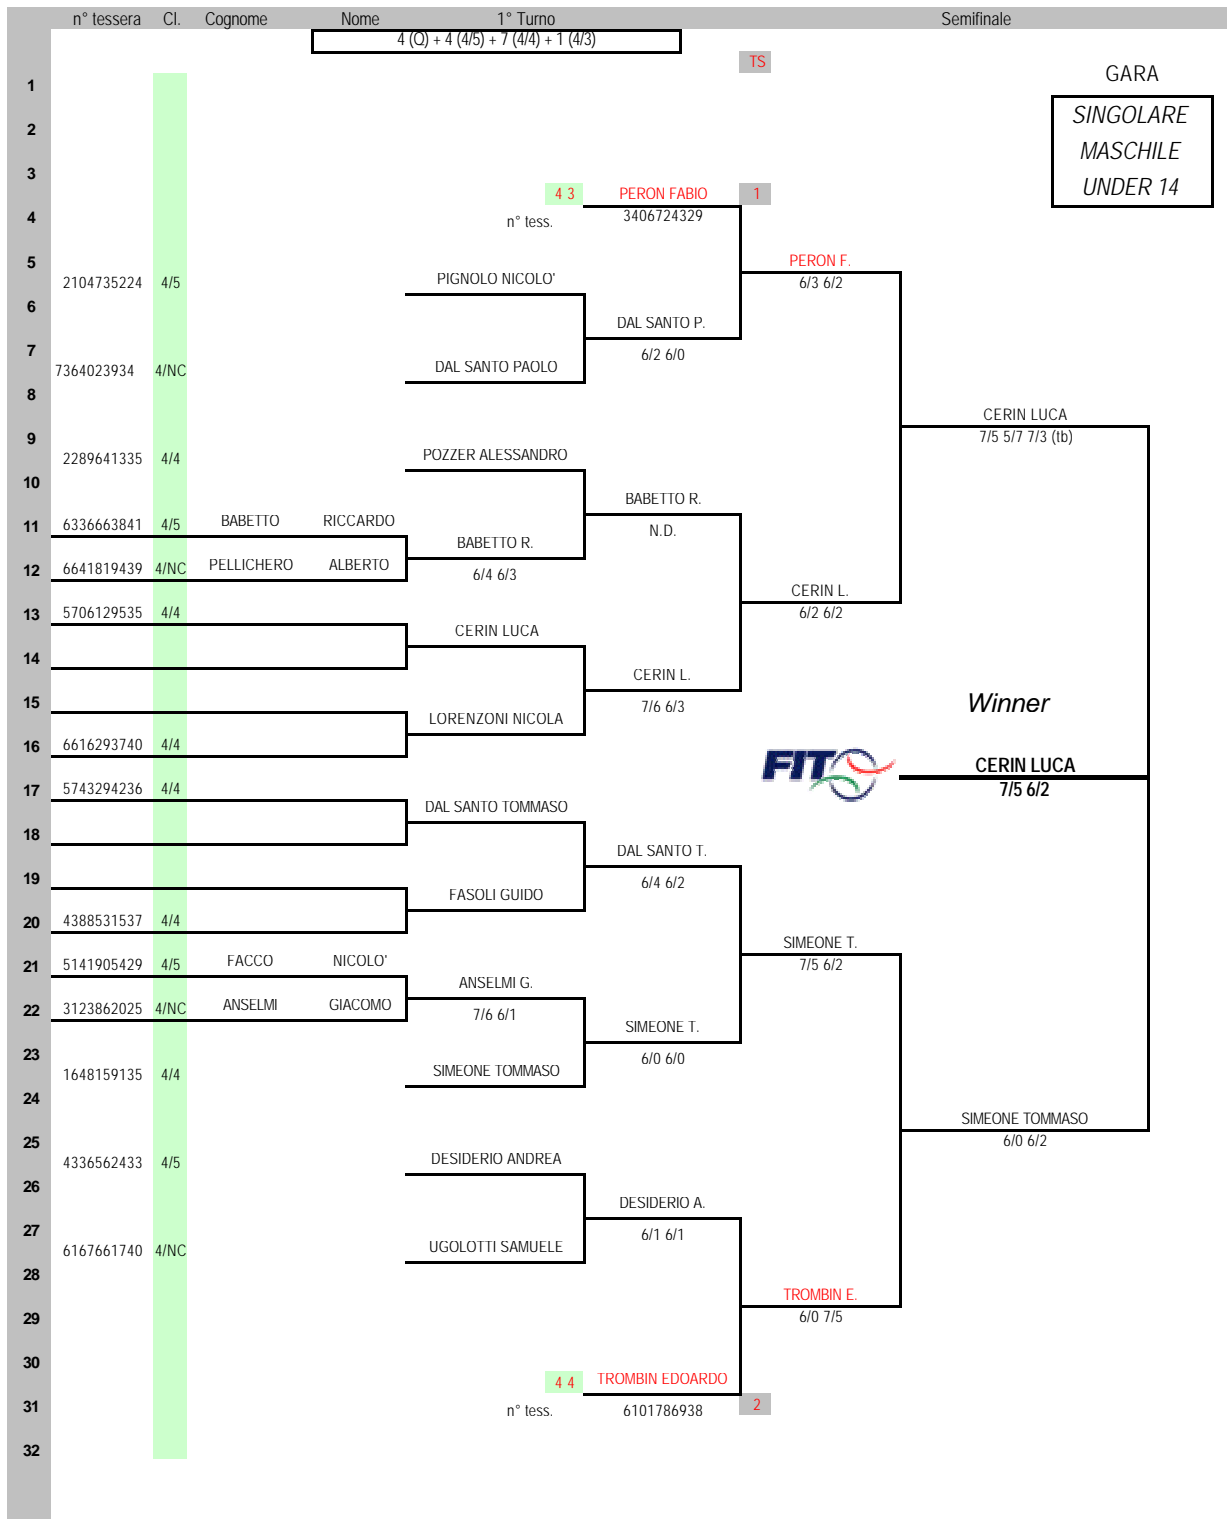 n° tessera Cl. Cognome Nome 1° Turno Semifinale
4 (Q) + 4 (4/5) + 7 (4/4) + 1 (4/3)
TS
GARA
1
SINGOLARE
2
MASCHILE
3
UNDER 14
4 3 PERON FABIO 1
4
n° tess. 3406724329
5
PERON F.
2104735224 4/5 PIGNOLO NICOLO' 6/3 6/2
6
DAL SANTO P.
7
6/2 6/0
7364023934 4/NC DAL SANTO PAOLO
8
CERIN LUCA
9
7/5 5/7 7/3 (tb)
2289641335 4/4 POZZER ALESSANDRO
10
BABETTO R.
11 6336663841 4/5 BABETTO RICCARDO
N.D.
BABETTO R.
12 6641819439 4/NC PELLICHERO ALBERTO
6/4 6/3
CERIN L.
13 5706129535 4/4 6/2 6/2
CERIN LUCA
14
CERIN L.
15
7/6 6/3
Winner
LORENZONI NICOLA
16 6616293740 4/4
FIT
CERIN LUCA
17 5743294236 4/4 7/5 6/2
DAL SANTO TOMMASO
18
DAL SANTO T.
19
6/4 6/2
FASOLI GUIDO
20 4388531537 4/4
SIMEONE T.
21 5141905429 4/5 FACCO NICOLO' 7/5 6/2
ANSELMI G.
22 3123862025 4/NC ANSELMI GIACOMO
7/6 6/1
SIMEONE T.
23
6/0 6/0
1648159135 4/4 SIMEONE TOMMASO
24
SIMEONE TOMMASO
25
6/0 6/2
4336562433 4/5 DESIDERIO ANDREA
26
DESIDERIO A.
27
6/1 6/1
6167661740 4/NC UGOLOTTI SAMUELE
28
TROMBIN E.
29
6/0 7/5
30
4 4 TROMBIN EDOARDO
31
n° tess. 6101786938 2
32